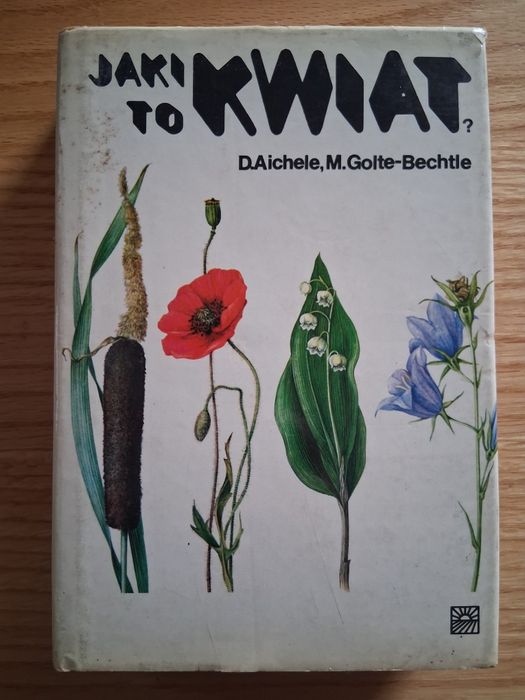 JAKI
TO KWIAT?
D.Aichele, M.Golte-Bechtle